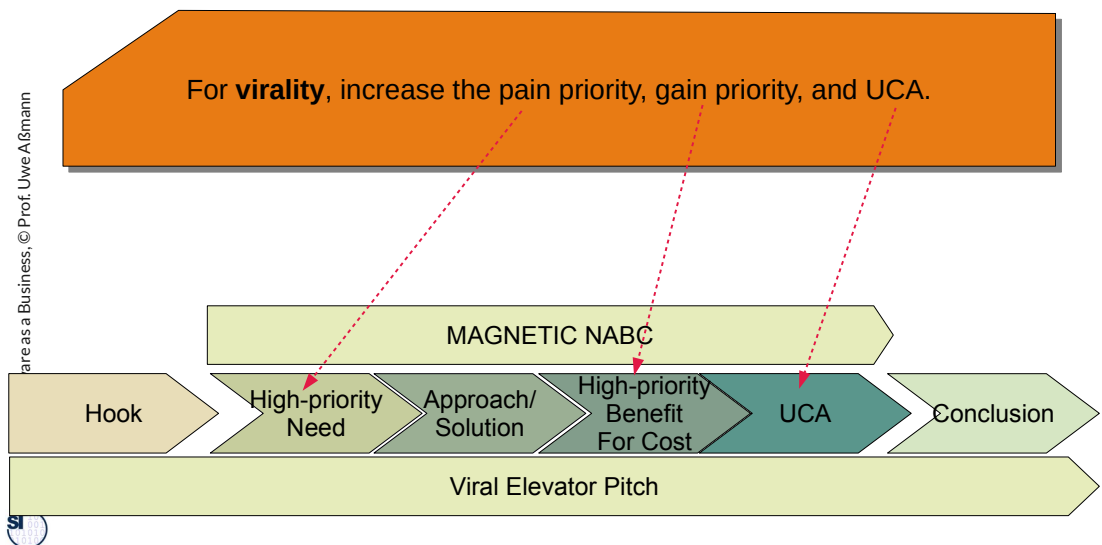 For virality, increase the pain priority, gain priority, and UCA.
are as a Business, © Prof. Uwe Aßmann
MAGNETIC NABC
Hook
High-priority
Need
Approach/
Solution
High-priority
Benefit
For Cost
UCA
Conclusion
Viral Elevator Pitch
SI